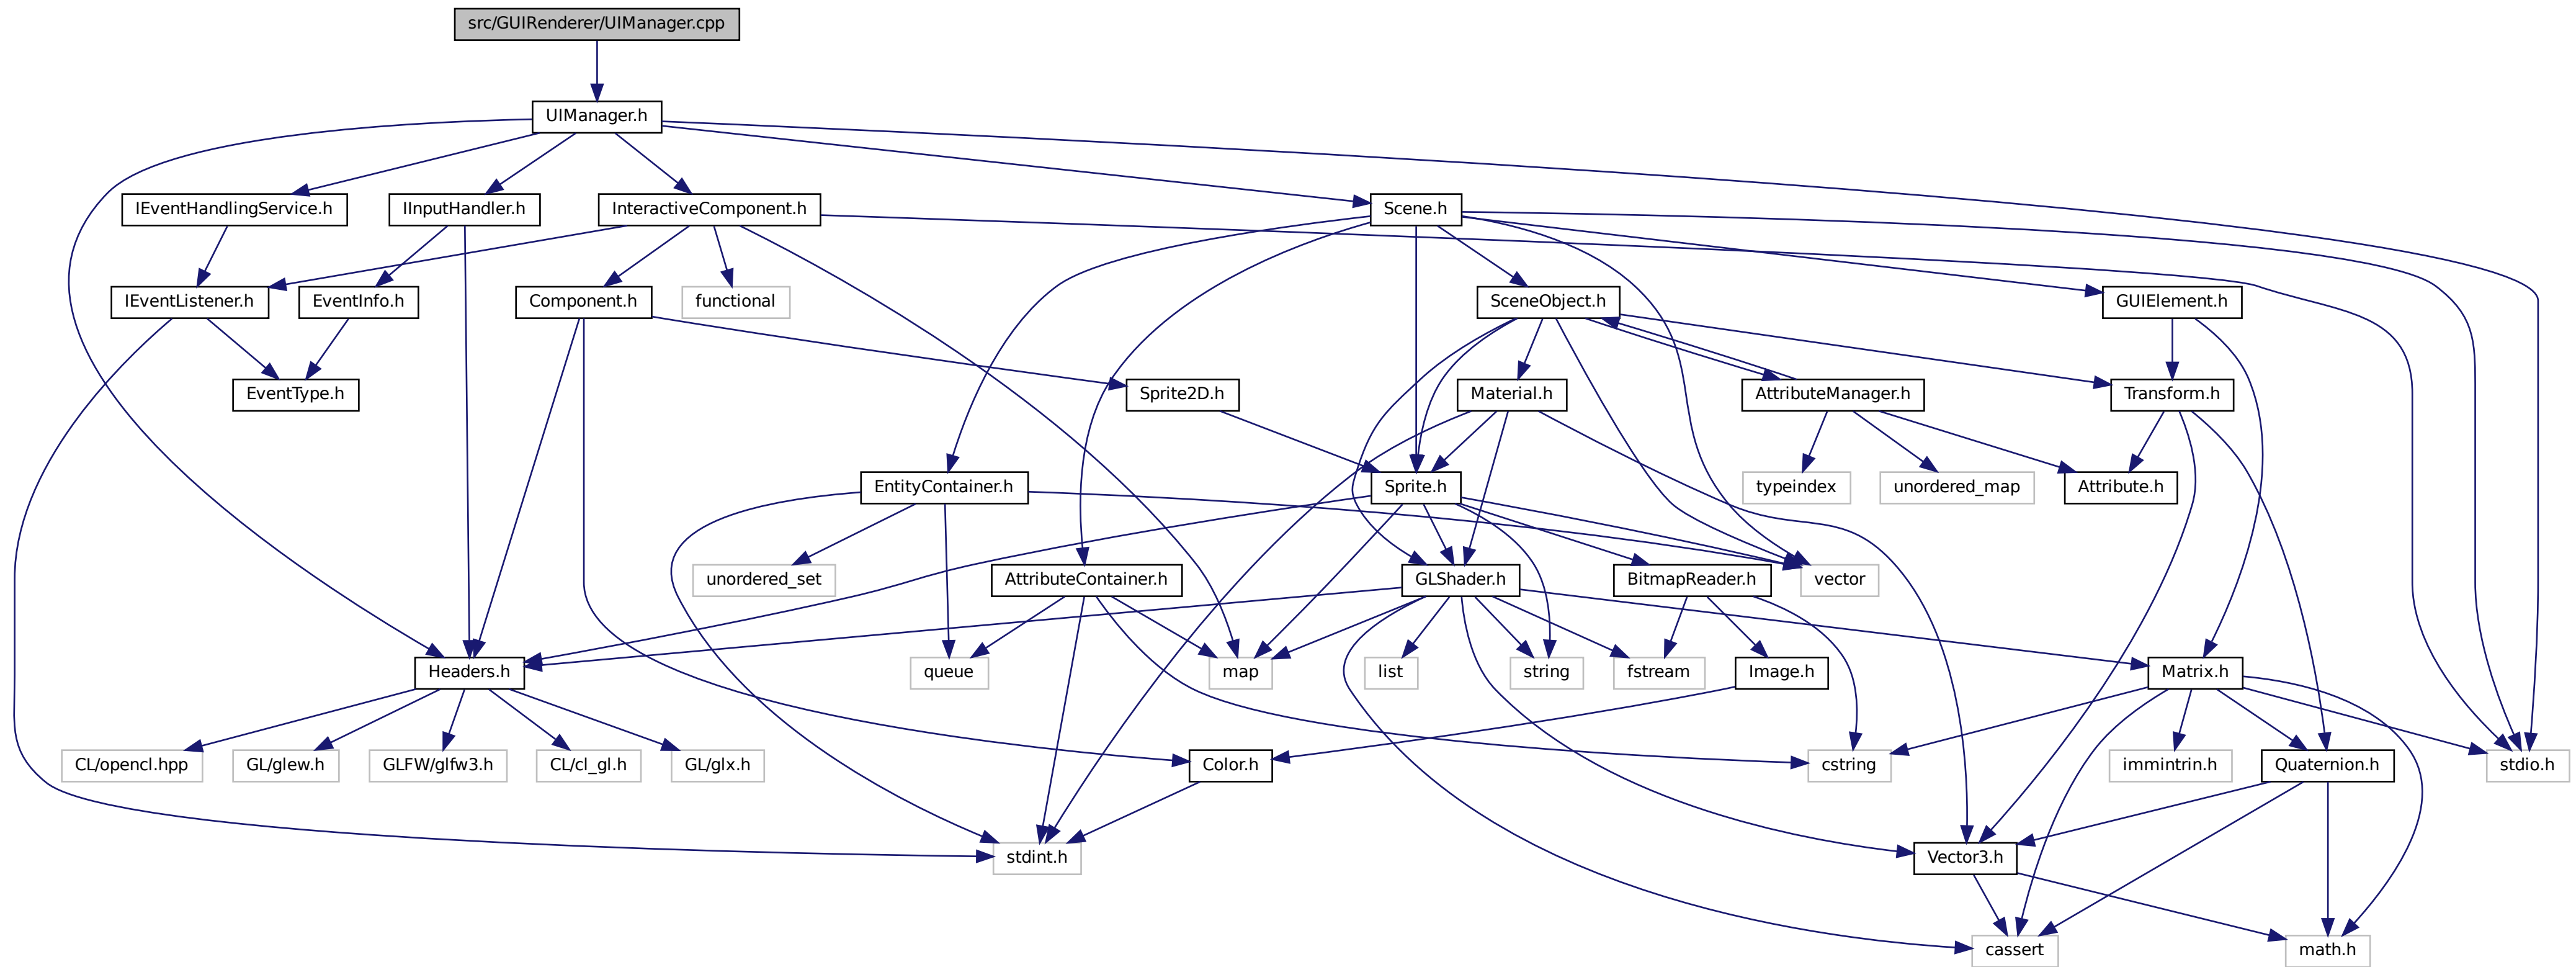 src/GUIRenderer/UIManager.cpp
UIManager.h
IEventHandlingService.h
IInputHandler.h
InteractiveComponent.h
Scene.h
IEventListener.h
EventInfo.h
Component.h
functional
SceneObject.h
GUIElement.h
EventType.h
Sprite2D.h
Material.h
AttributeManager.h
Transform.h
EntityContainer.h
Sprite.h
typeindex
unordered_map
Attribute.h
unordered_set
AttributeContainer.h
GLShader.h
BitmapReader.h
vector
Headers.h
queue
map
list
string
fstream
Image.h
Matrix.h
CL/opencl.hpp
GL/glew.h
GLFW/glfw3.h
CL/cl_gl.h
GL/glx.h
Color.h
cstring
immintrin.h
Quaternion.h
stdio.h
stdint.h
Vector3.h
cassert
math.h